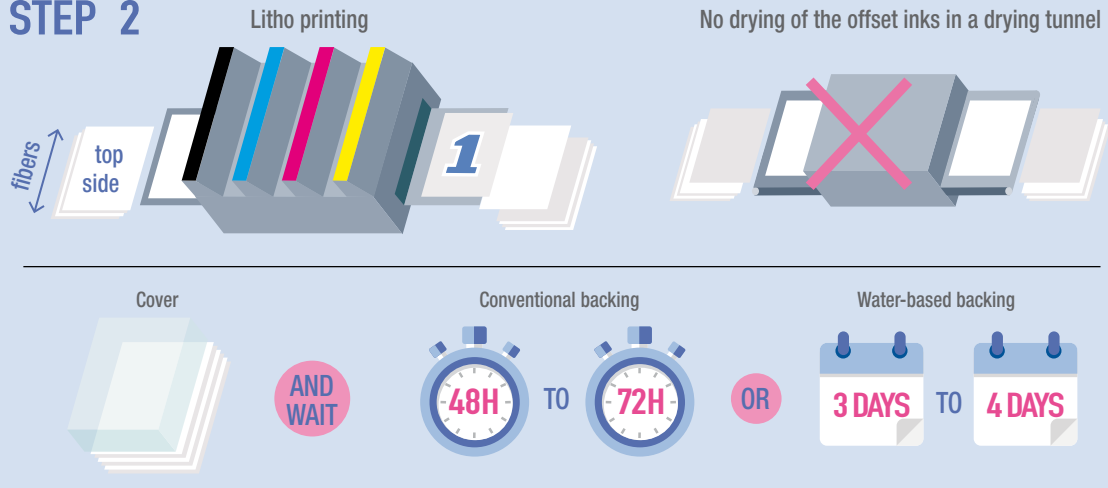 STEP 2
Litho printing
No drying of the offset inks in a drying tunnel
fibers
top
side
1
Cover
Conventional backing
Water-based backing
AND
WAIT
48H
TO
72H
OR
3 DAYS
TO
4 DAYS